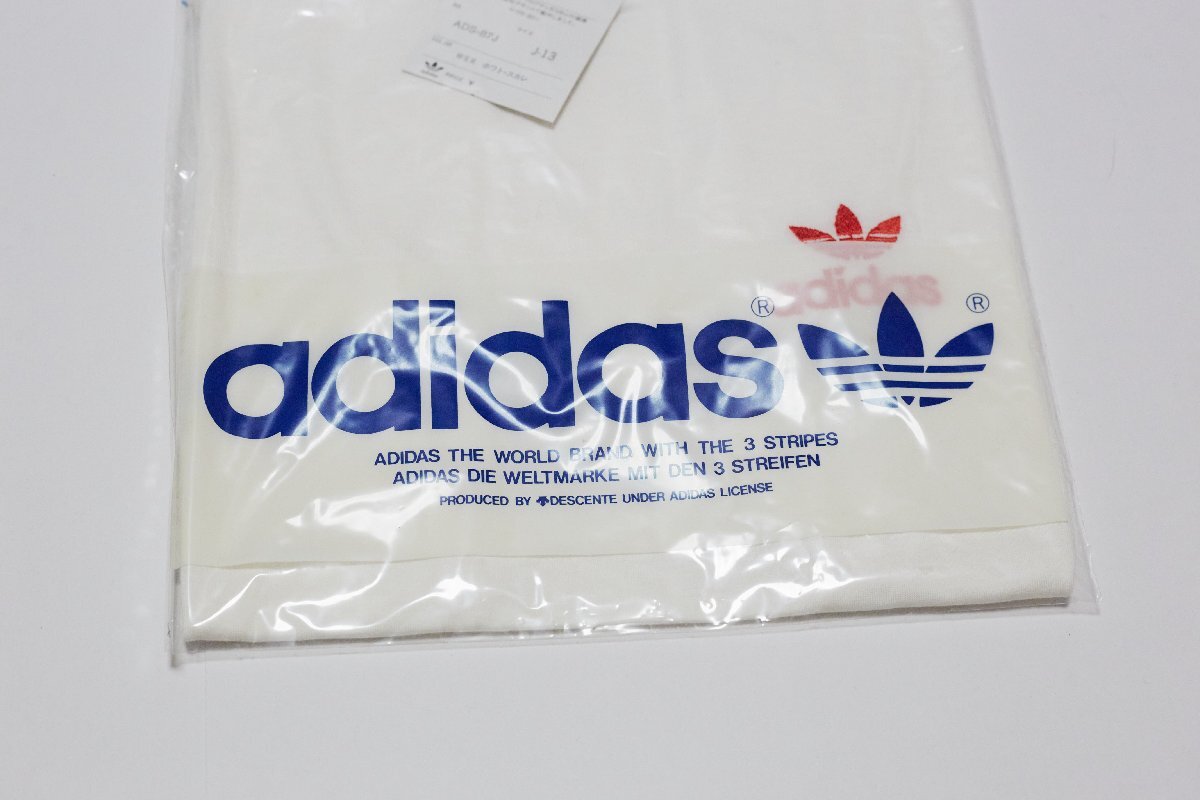 ADS-87J J-13
adidas
adidas® ®
ADIDAS THE WORLD BRAND WITH THE 3 STRIPES
ADIDAS DIE WELTMARKE MIT DEN 3 STREIFEN
PRODUCED BY DESCENTE UNDER ADIDAS LICENSE